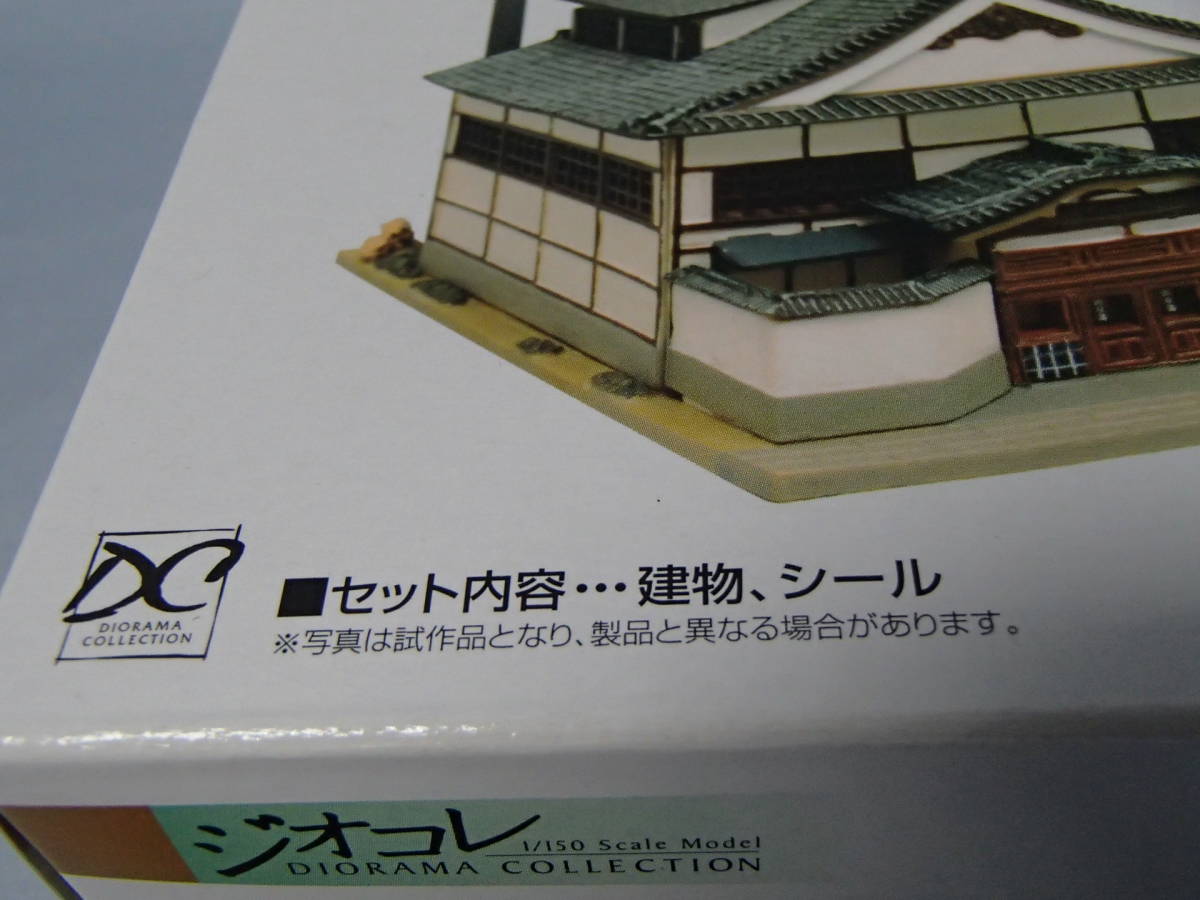 DC
DIORAMA
COLLECTION
■セット内容…建物、シール
※写真は試作品となり、製品と異なる場合があります。
ジオコレ
1/150 Scale Model
DIORAMA COLLECTION